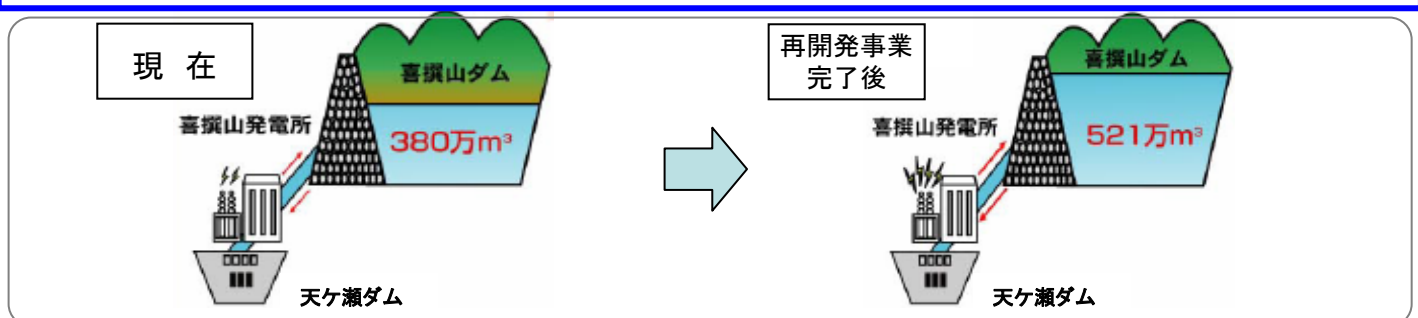 現 在
喜撰山ダム
喜撰山発電所
380万m³
天ケ瀬ダム
再開発事業
完了後
喜撰山ダム
喜撰山発電所
521万m³
天ケ瀬ダム